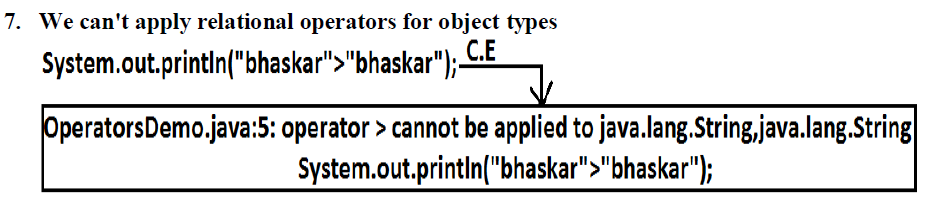 7. We can't apply relational operators for object types
System.out.println("bhaskar">"bhaskar"); C.E
OperatorsDemo.java:5: operator > cannot be applied to java.lang.String,java.lang.String
System.out.println("bhaskar">"bhaskar");